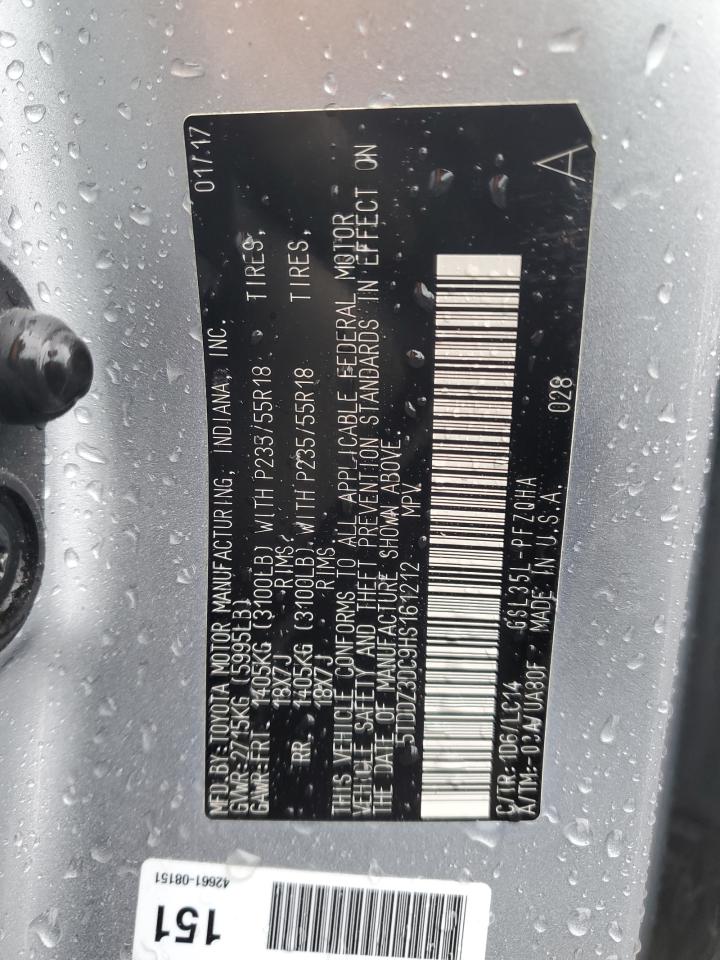 MFD.BY:TOYOTA MOTOR MANUFACTURING, INDIANA, INC. 01/17
GVWR:2715KG (5995LB)
GAWR:FRT. 1405KG (3100LB) WITH P235/55R18 TIRES,
18X7J RIMS,
RR. 1405KG (3100LB) WITH P235/55R18 TIRES,
18X7J RIMS
THIS VEHICLE CONFORMS TO ALL APPLICABLE FEDERAL MOTOR
VEHICLE SAFETY AND THEFT PREVENTION STANDARDS IN EFFECT ON
THE DATE OF MANUFACTURE SHOWN ABOVE.
5TDDZ3DC9HS161212 MPV
C/TR:1D6/LC14 GSL35L-PFZQHA
A/TM:-03A/UA80F MADE IN U.S.A. 028
A
42661-08151
151